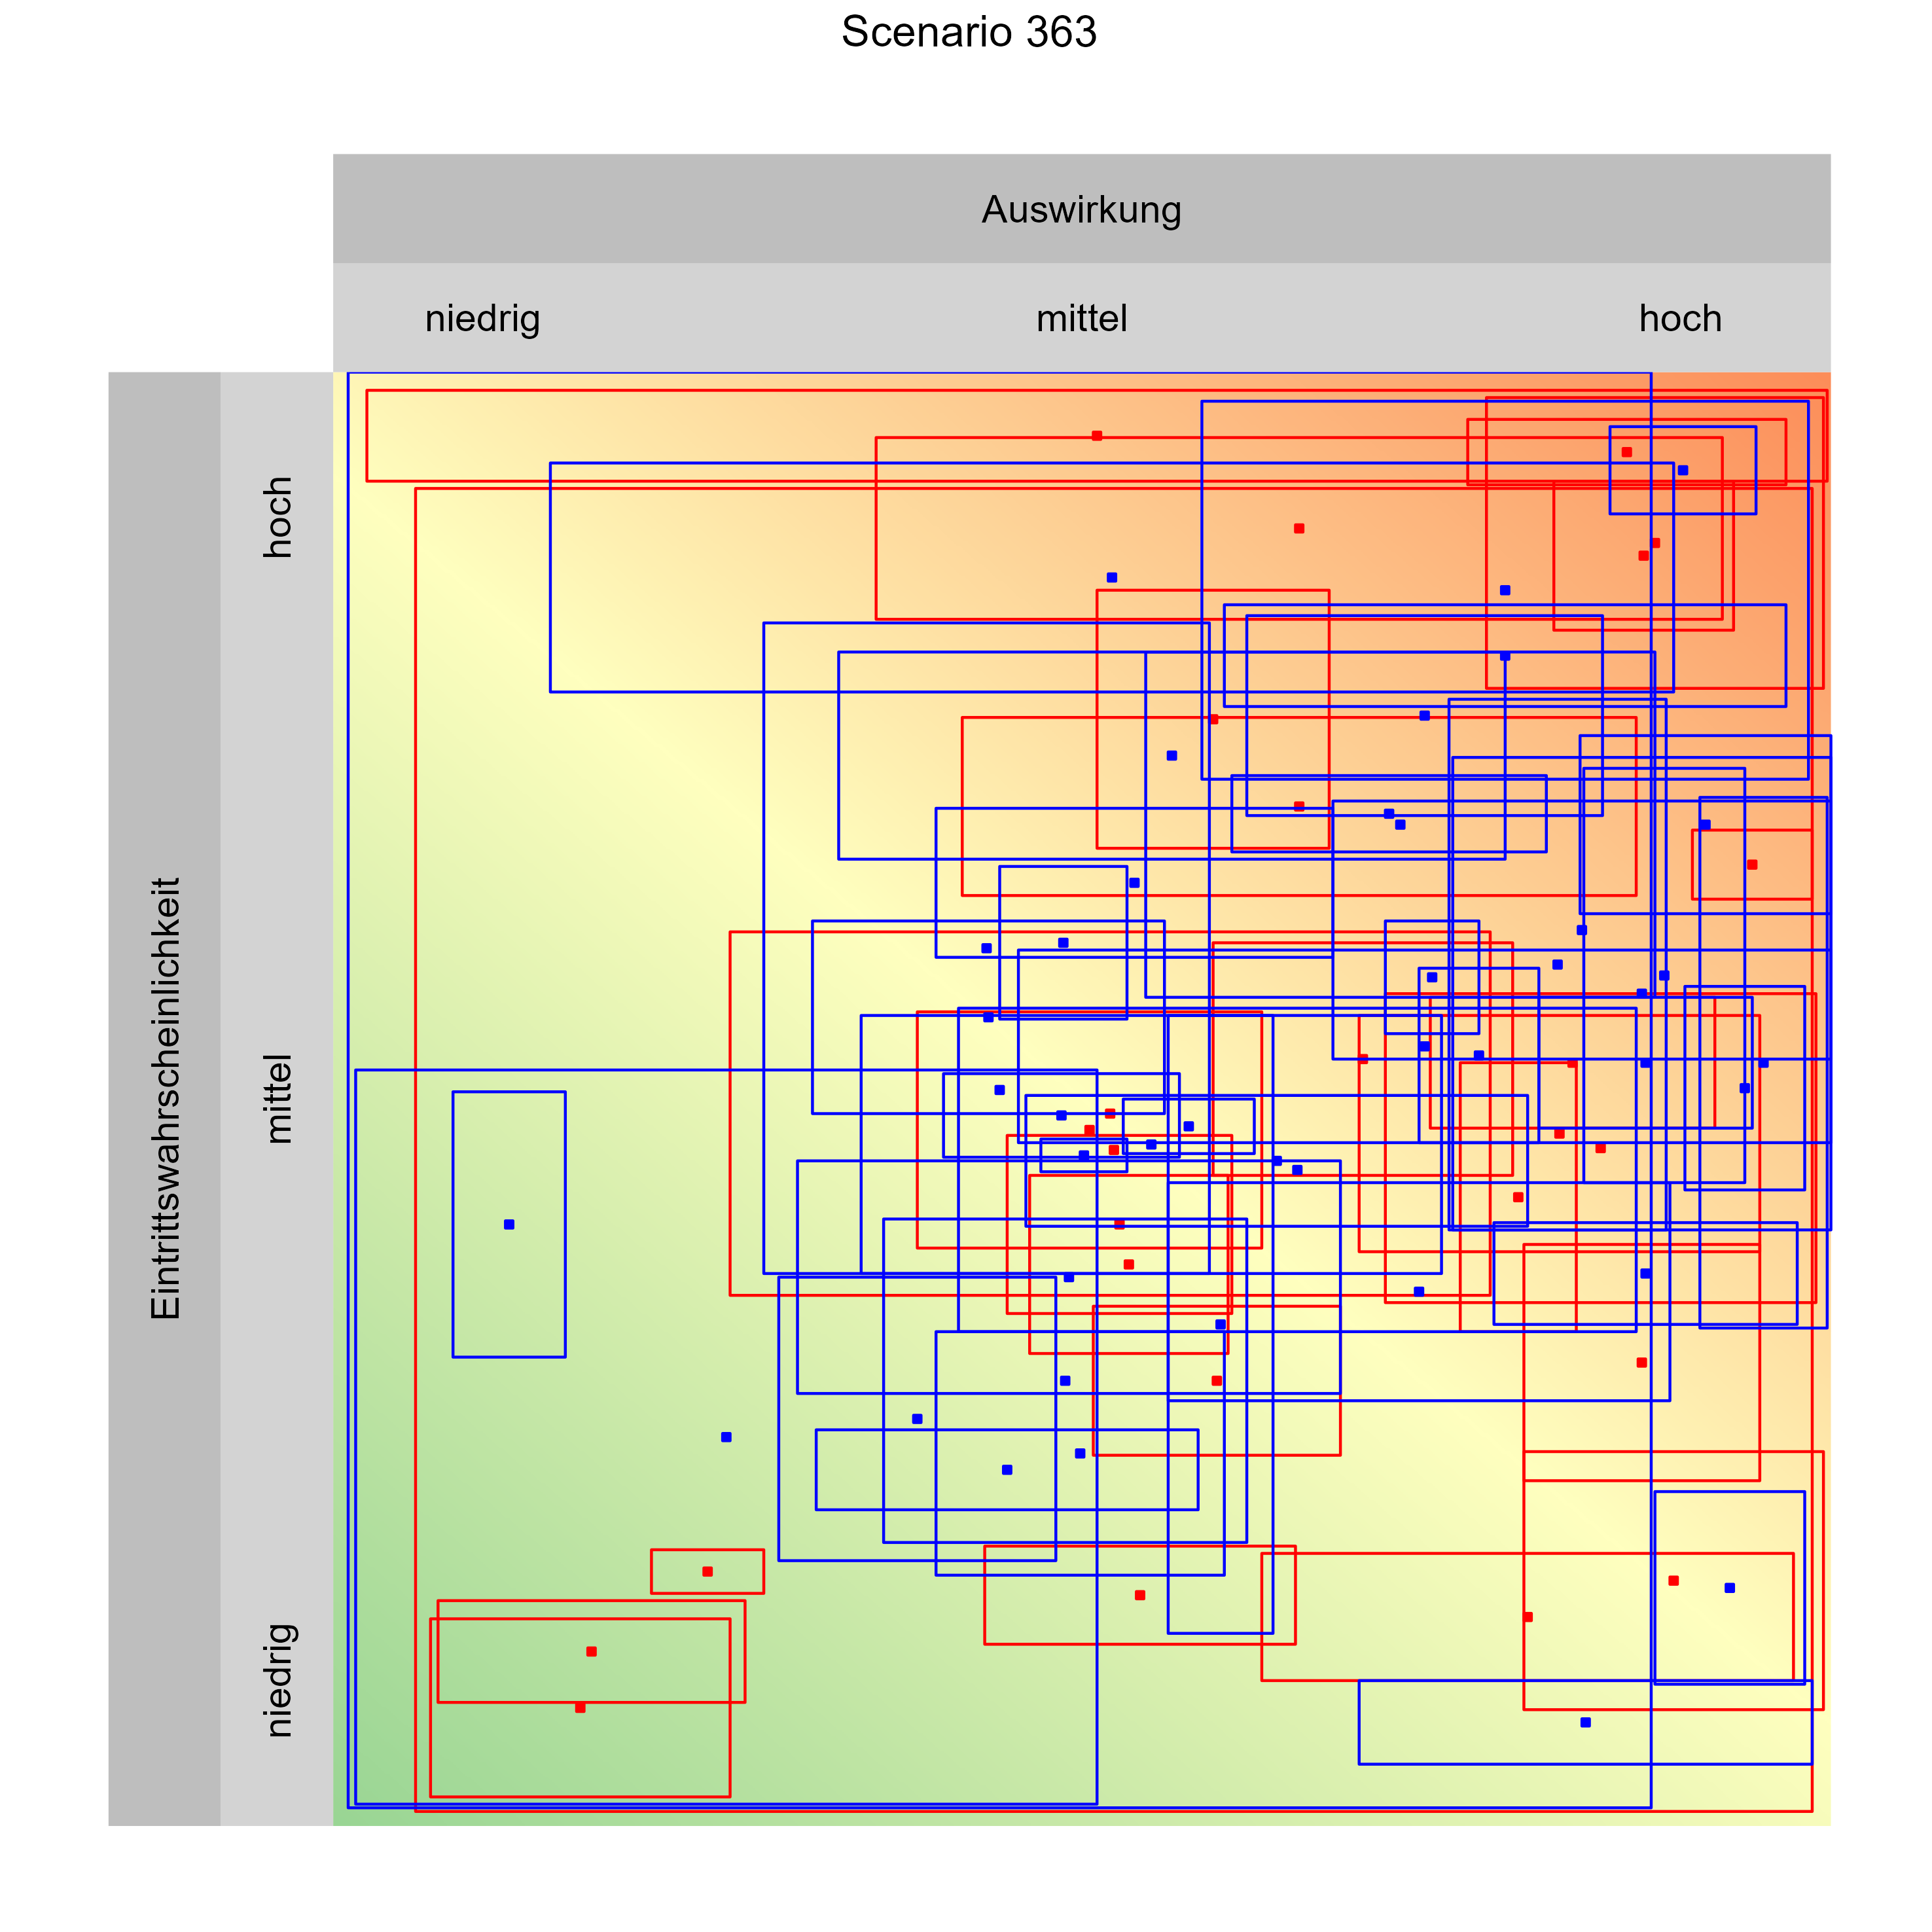 Scenario 363
Auswirkung
niedrig
mittel
hoch
Eintrittswahrscheinlichkeit
hoch
mittel
niedrig